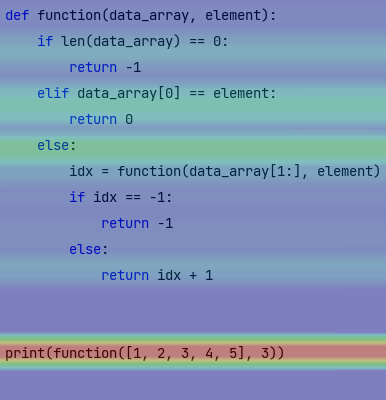 def function(data_array, element):
    if len(data_array) == 0:
        return -1
    elif data_array[0] == element:
        return 0
    else:
        idx = function(data_array[1:], element)
        if idx == -1:
            return -1
        else:
            return idx + 1
print(function([1, 2, 3, 4, 5], 3))